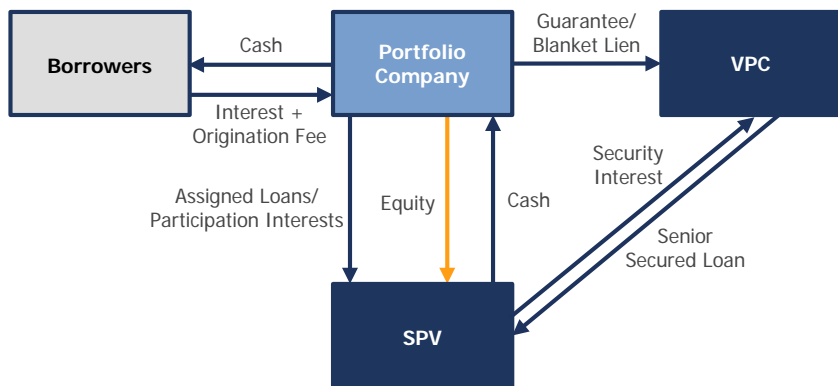 Borrowers
Cash
Portfolio
Company
Guarantee/
Blanket Lien
VPC
Interest +
Origination Fee
Assigned Loans/
Participation Interests
Equity
Cash
Security
Interest
Senior
Secured Loan
SPV